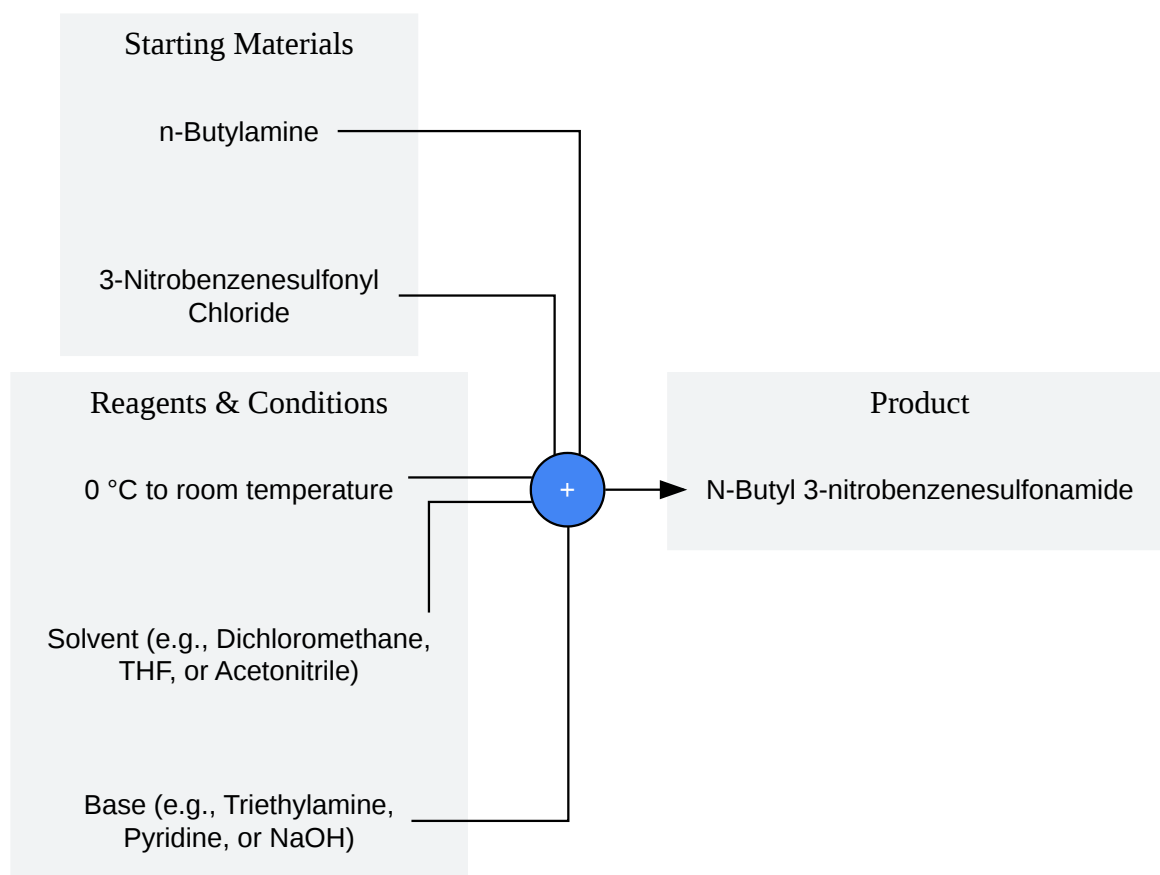 Starting Materials
n-Butylamine
3-Nitrobenzenesulfonyl
Chloride
Reagents & Conditions
0 °C to room temperature
Solvent (e.g., Dichloromethane,
THF, or Acetonitrile)
Base (e.g., Triethylamine,
Pyridine, or NaOH)
+
Product
N-Butyl 3-nitrobenzenesulfonamide